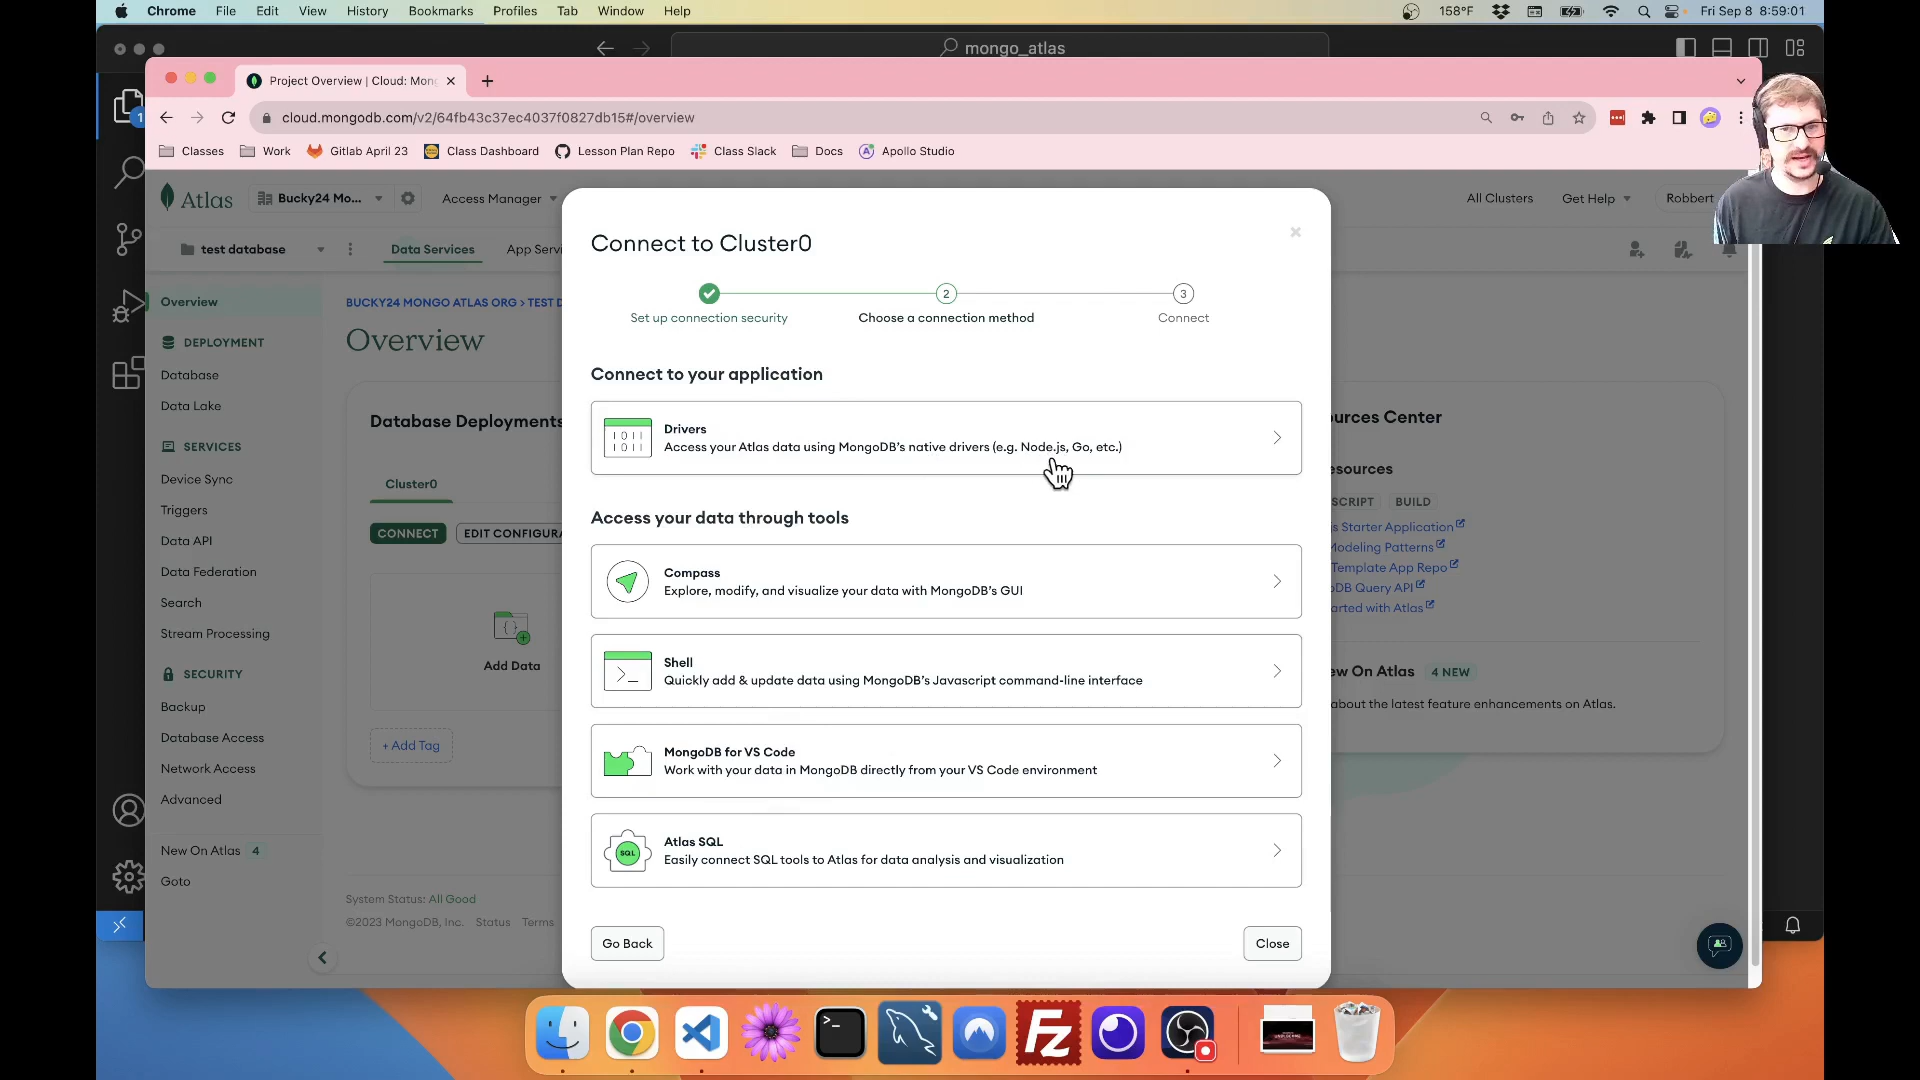 Chrome File Edit View History Bookmarks Profiles Tab Window Help 158°F Fri Sep 8 8:59:01
mongo_atlas
Project Overview | Cloud: Mong
1
cloud.mongodb.com/v2/64fb43c37ec4037f0827db15#/overview
Classes Work Gitlab April 23 Class Dashboard Lesson Plan Repo Class Slack Docs Apollo Studio
Atlas Bucky24 Mo... Access Manager All Clusters Get Help Robbert
test database Data Services App Servi
Overview
DEPLOYMENT
Database
Data Lake
SERVICES
Device Sync
Triggers
Data API
Data Federation
Search
Stream Processing
SECURITY
Backup
Database Access
Network Access
Advanced
New On Atlas 4
Goto
BUCKY24 MONGO ATLAS ORG > TEST D
Overview
Database Deployments
Cluster0
CONNECT EDIT CONFIGURA
Add Data
+ Add Tag
System Status: All Good
©2023 MongoDB, Inc. Status Terms
Connect to Cluster0
2 3
Set up connection security Choose a connection method Connect
Connect to your application
1011
1011
Drivers
Access your Atlas data using MongoDB's native drivers (e.g. Node.js, Go, etc.)
Access your data through tools
Compass
Explore, modify, and visualize your data with MongoDB's GUI
Shell
Quickly add & update data using MongoDB's Javascript command-line interface
MongoDB for VS Code
Work with your data in MongoDB directly from your VS Code environment
SQL
Atlas SQL
Easily connect SQL tools to Atlas for data analysis and visualization
Go Back Close
urces Center
esources
SCRIPT BUILD
s Starter Application
Modeling Patterns
Template App Repo
DB Query API
arted with Atlas
ew On Atlas 4 NEW
about the latest feature enhancements on Atlas.
Fz